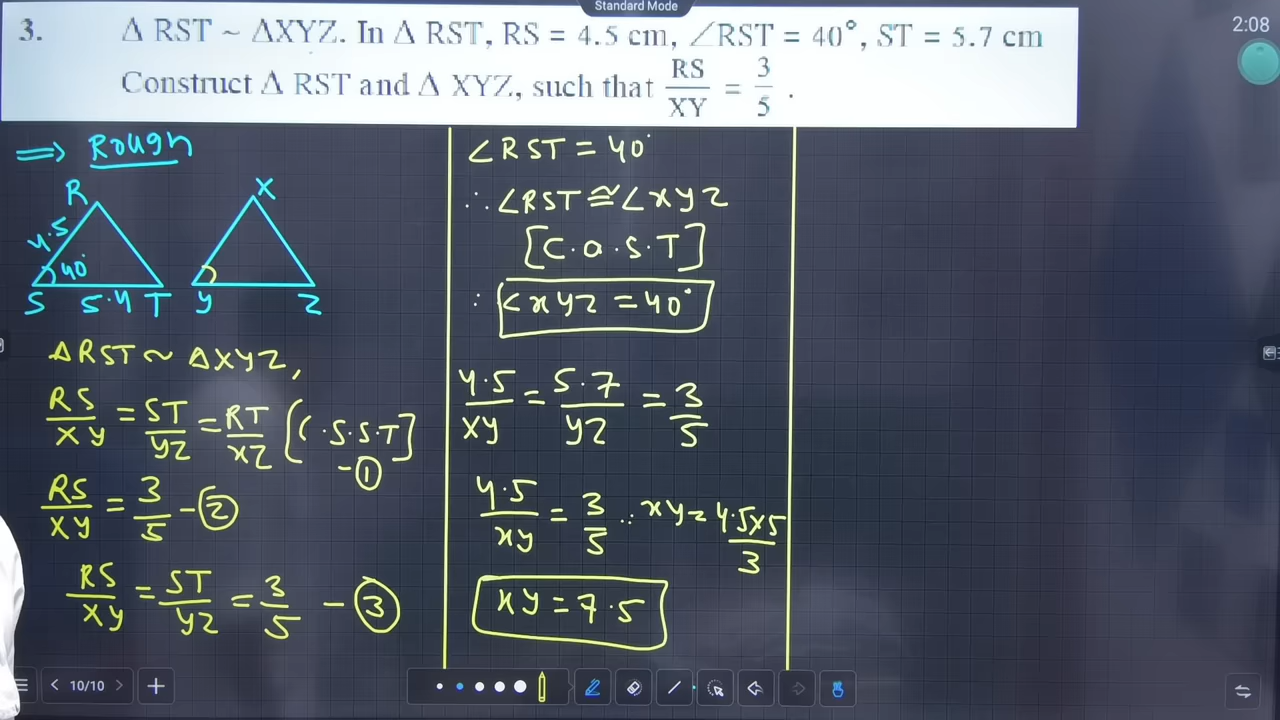 Standard Mode
2:08
3. Δ RST ~ ΔXYZ. In Δ RST, RS = 4.5 cm, ∠RST = 40°, ST = 5.7 cm
Construct Δ RST and Δ XYZ, such that RS/XY = 3/5 .
⇒ Rough
R
4.5
40°
S 5.4 T
X
Y Z
ΔRST ~ ΔXYZ,
RS/XY = ST/YZ = RT/XZ [C.S.S.T] -①
RS/XY = 3/5 -②
RS/XY = ST/YZ = 3/5 - ③
∠RST = 40°
∴ ∠RST ≅ ∠XYZ
[C.a.S.T]
∴ ∠XYZ = 40°
4.5/XY = 5.7/YZ = 3/5
4.5/XY = 3/5 ∴ XY = 4.5×5/3
XY = 7.5
10/10